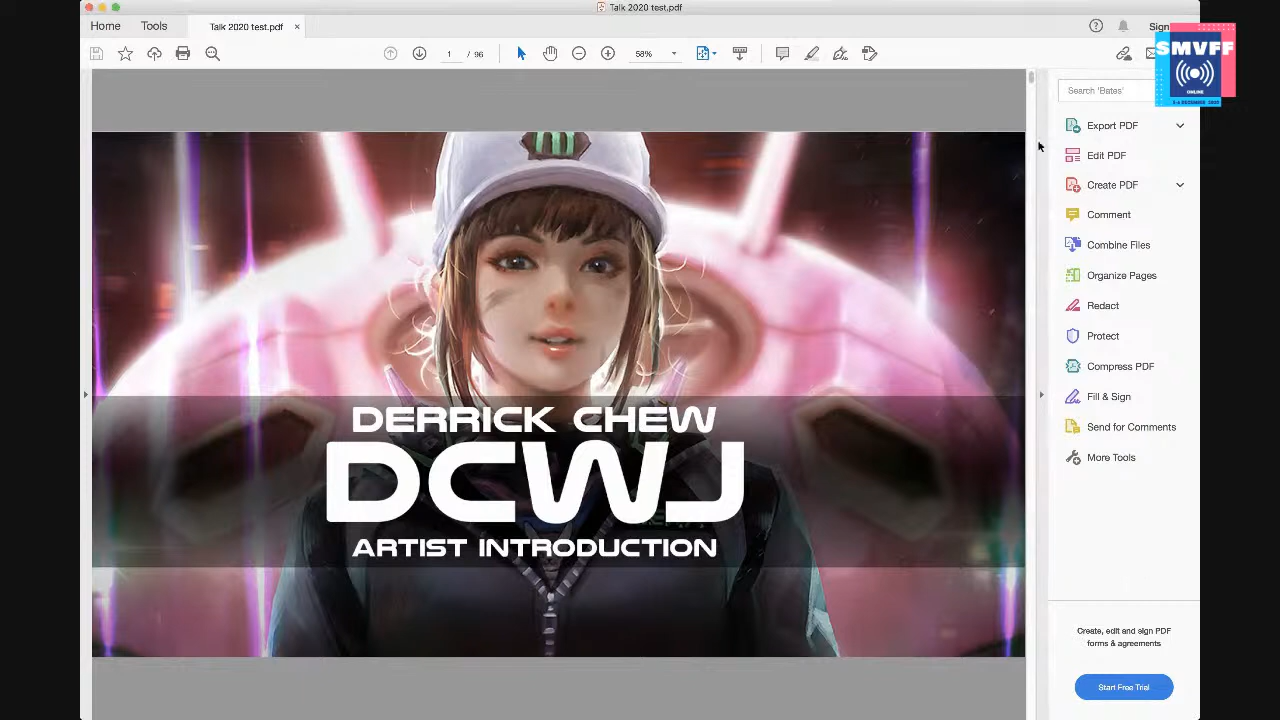 Talk 2020 test.pdf
Home
Tools
Talk 2020 test.pdf
Sign
1 / 96
58%
SMVFF
ONLINE
Search 'Bates'
Export PDF
Edit PDF
Create PDF
Comment
Combine Files
Organize Pages
Redact
Protect
Compress PDF
Fill & Sign
Send for Comments
More Tools
DERRICK CHEW
DCWJ
ARTIST INTRODUCTION
Create, edit and sign PDF
forms & agreements
Start Free Trial